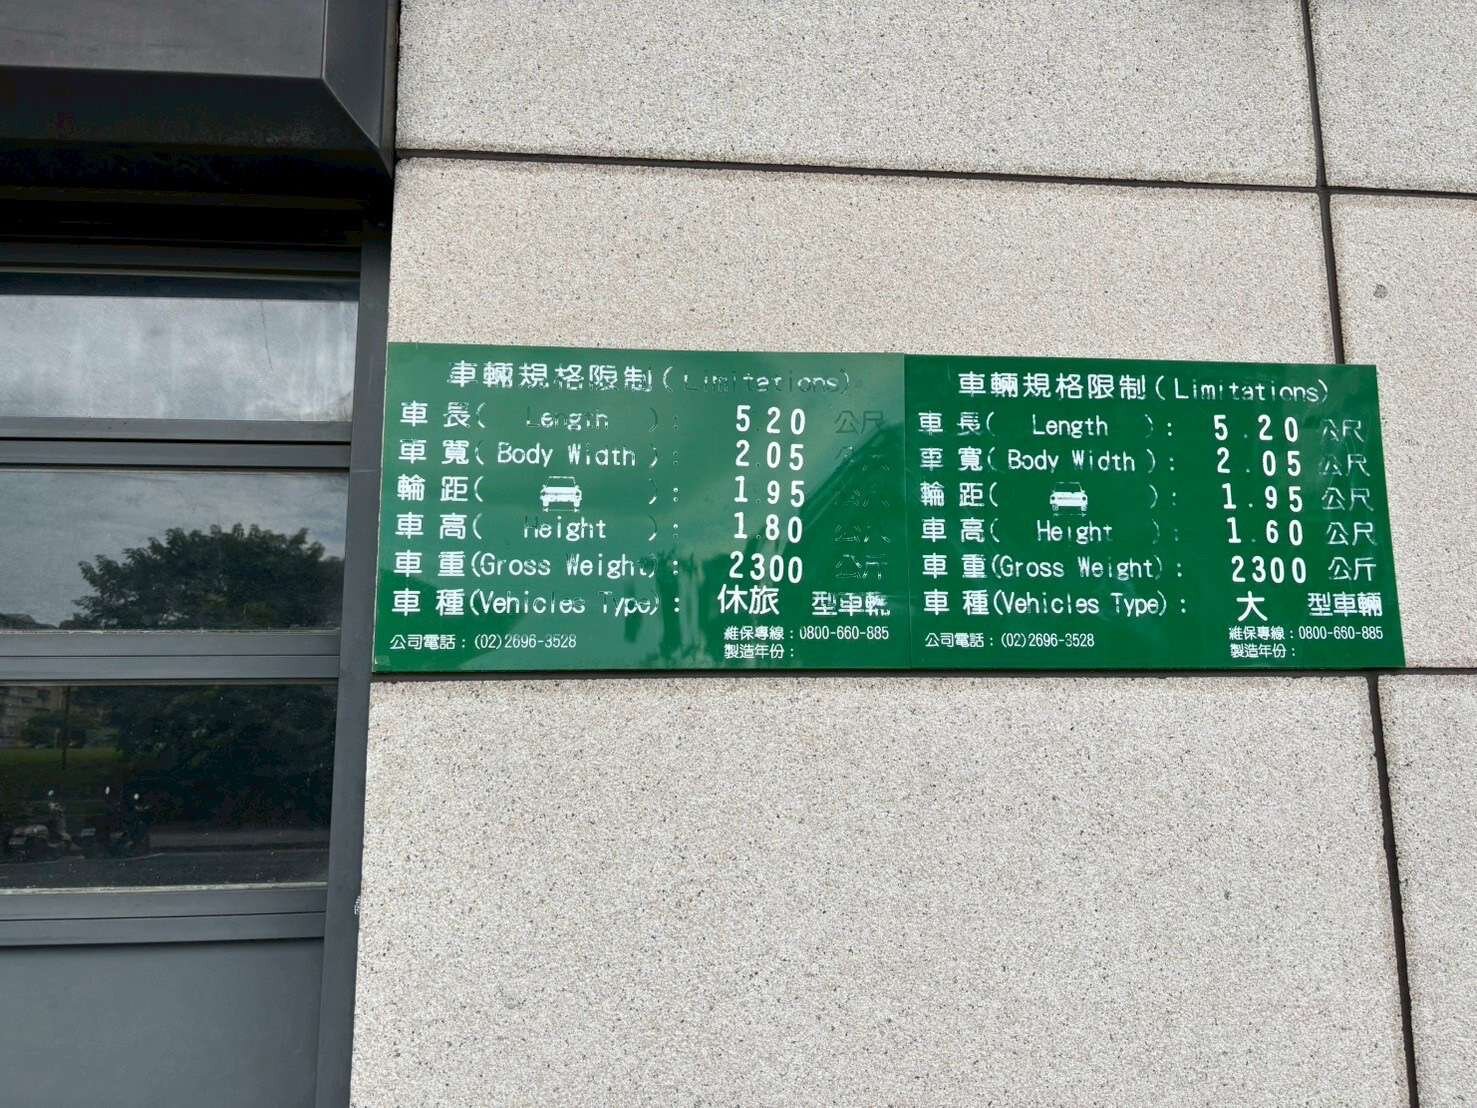 車輛規格限制(Limitations)
車長( Length ): 5.20 公尺
車寬(Body Width): 2.05 公尺
輪距( ): 1.95 公尺
車高( Height ): 1.80 公尺
車重(Gross Weight): 2300 公斤
車種(Vehicles Type): 休旅 型車輛
公司電話:(02)2696-3528
維保專線:0800-660-885
製造年份:
車輛規格限制(Limitations)
車長( Length ): 5.20 公尺
車寬(Body Width): 2.05 公尺
輪距( ): 1.95 公尺
車高( Height ): 1.60 公尺
車重(Gross Weight): 2300 公斤
車種(Vehicles Type): 大 型車輛
公司電話:(02)2696-3528
維保專線:0800-660-885
製造年份: